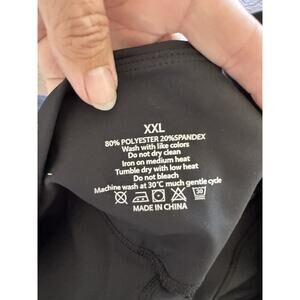 XXL
80% POLYESTER 20%SPANDEX
Wash with like colors
Do not dry clean
Iron on medium heat
Tumble dry with low heat
Do not bleach
Machine wash at 30°C much gentle cycle
30
MADE IN CHINA